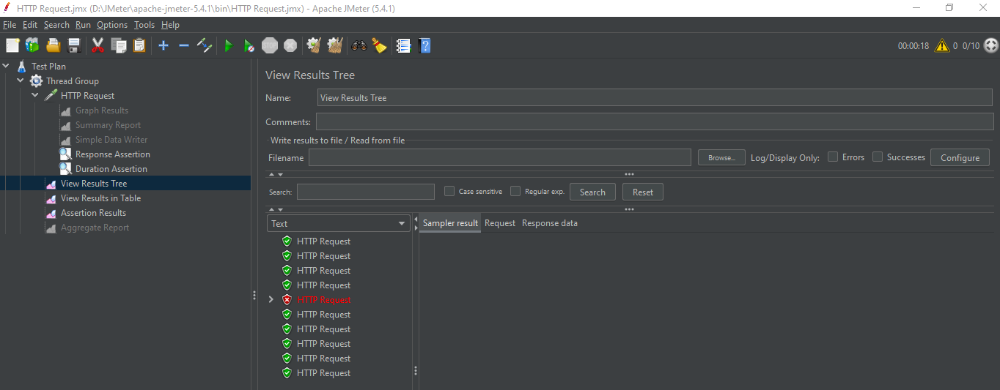 HTTP Request.jmx (D:\JMeter\apache-jmeter-5.4.1\bin\HTTP Request.jmx) - Apache JMeter (5.4.1)
File Edit Search Run Options Tools Help
STOP 00:00:18 0 0/10
Test Plan
Thread Group
HTTP Request
Graph Results
Summary Report
Simple Data Writer
Response Assertion
Duration Assertion
View Results Tree
View Results in Table
Assertion Results
Aggregate Report
View Results Tree
Name: View Results Tree
Comments:
Write results to file / Read from file
Filename Browse... Log/Display Only: Errors Successes Configure
Search: Case sensitive Regular exp. Search Reset
Text
Sampler result Request Response data
HTTP Request
HTTP Request
HTTP Request
HTTP Request
HTTP Request
HTTP Request
HTTP Request
HTTP Request
HTTP Request
HTTP Request